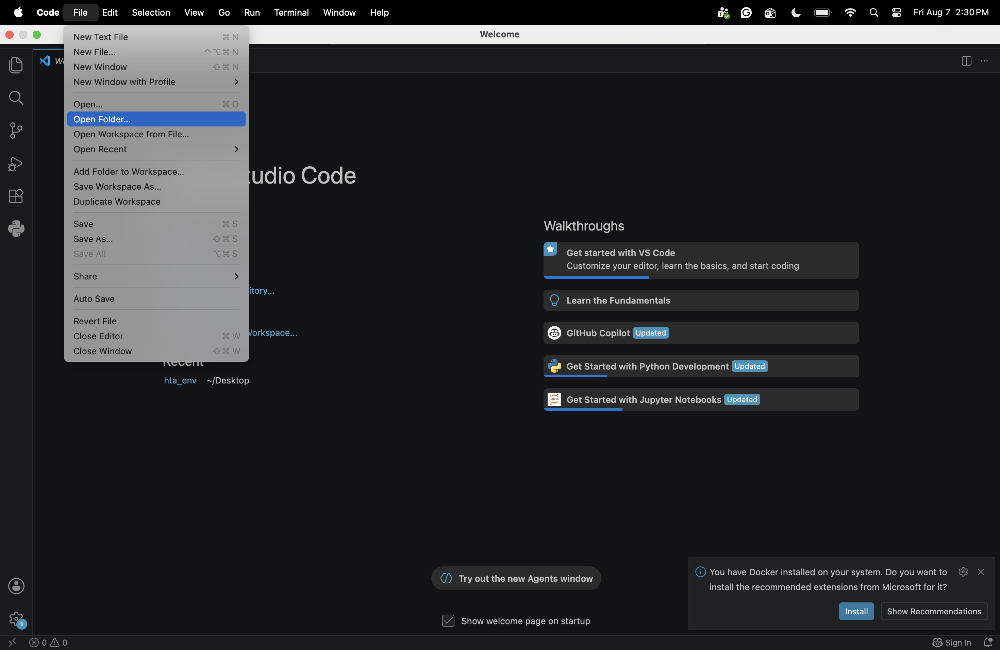 Code File Edit Selection View Go Run Terminal Window Help Fri Aug 7 2:30 PM
Welcome
New Text File ⌘ N
New File... ⌃⌥⌘ N
New Window ⇧⌘ N
New Window with Profile
Open... ⌘ O
Open Folder...
Open Workspace from File...
Open Recent
Add Folder to Workspace...
Save Workspace As...
Duplicate Workspace
Save ⌘ S
Save As... ⇧⌘ S
Save All ⌥⌘ S
Share
Auto Save
Revert File
Close Editor ⌘ W
Close Window ⇧⌘ W
tudio Code
itory...
Workspace...
Recent
hta_env ~/Desktop
Walkthroughs
Get started with VS Code
Customize your editor, learn the basics, and start coding
Learn the Fundamentals
GitHub Copilot Updated
Get Started with Python Development Updated
jupyter
Get Started with Jupyter Notebooks Updated
Try out the new Agents window
Show welcome page on startup
You have Docker installed on your system. Do you want to
install the recommended extensions from Microsoft for it?
Install Show Recommendations
1
0 0
Sign In